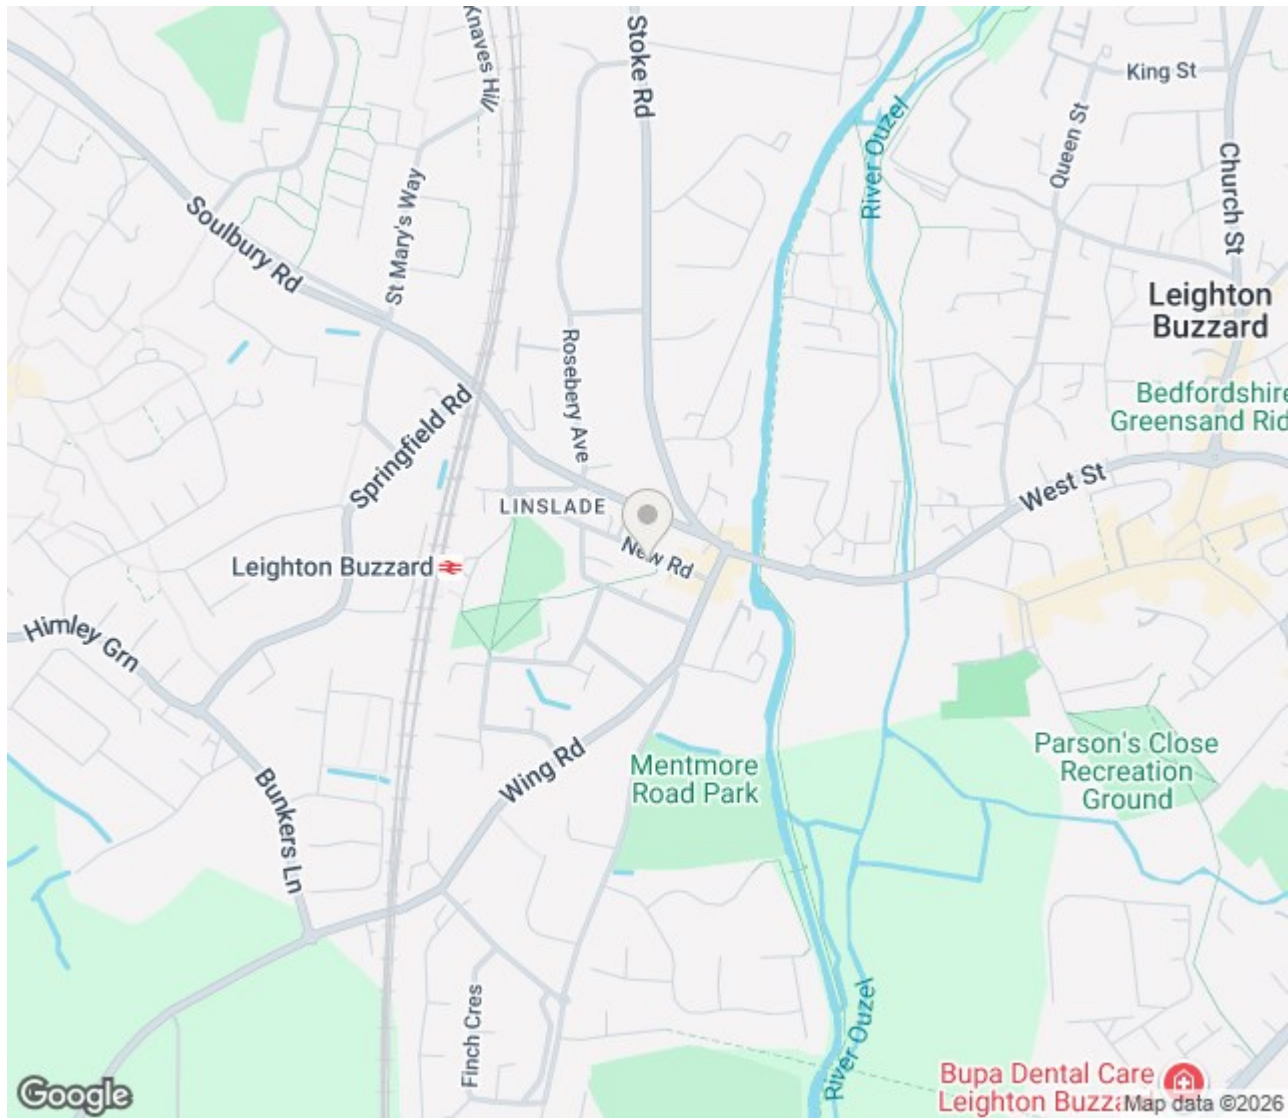 Knaves Hill
Stoke Rd
King St
River Ouzel
Queen St
Church St
St Mary's Way
Soulbury Rd
Leighton
Buzzard
Rosebery Ave
Bedfordshire
Greensand Rid
Springfield Rd
West St
LINSLADE
New Rd
Leighton Buzzard
Himley Grn
Wing Rd
Mentmore
Road Park
Parson's Close
Recreation
Ground
Bunkers Ln
Finch Cres
River Ouzel
Bupa Dental Care
Leighton Buzzard
Google
Map data ©2026